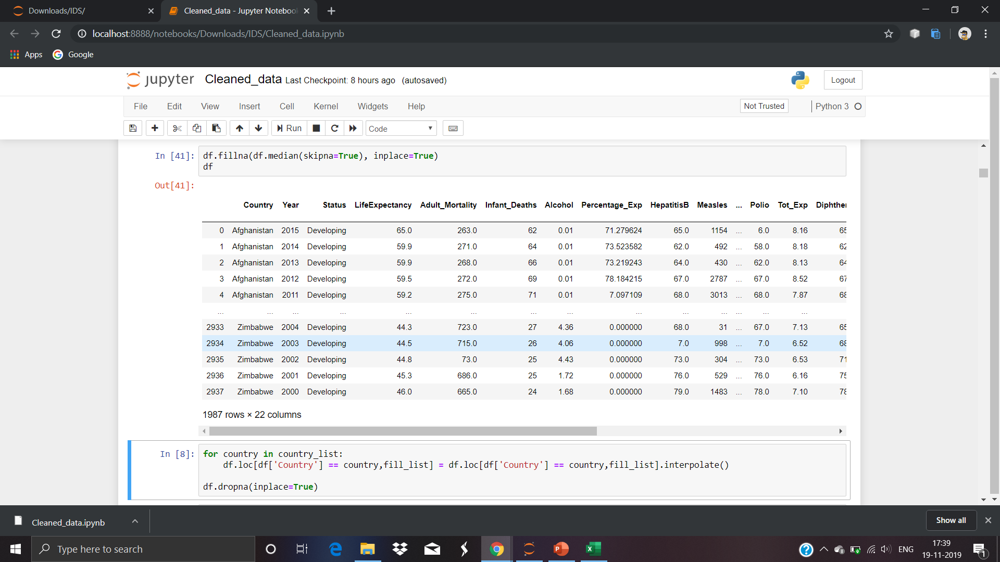 Downloads/IDS/
Cleaned_data - Jupyter Notebook
localhost:8888/notebooks/Downloads/IDS/Cleaned_data.ipynb
Apps Google
jupyter Cleaned_data Last Checkpoint: 8 hours ago (autosaved)
Logout
File Edit View Insert Cell Kernel Widgets Help
Not Trusted Python 3
Run Code
In [41]: df.fillna(df.median(skipna=True), inplace=True)
df
Out[41]:
Country Year Status LifeExpectancy Adult_Mortality Infant_Deaths Alcohol Percentage_Exp HepatitisB Measles ... Polio Tot_Exp Diphther
0 Afghanistan 2015 Developing 65.0 263.0 62 0.01 71.279624 65.0 1154 ... 6.0 8.16 65
1 Afghanistan 2014 Developing 59.9 271.0 64 0.01 73.523582 62.0 492 ... 58.0 8.18 62
2 Afghanistan 2013 Developing 59.9 268.0 66 0.01 73.219243 64.0 430 ... 62.0 8.13 64
3 Afghanistan 2012 Developing 59.5 272.0 69 0.01 78.184215 67.0 2787 ... 67.0 8.52 67
4 Afghanistan 2011 Developing 59.2 275.0 71 0.01 7.097109 68.0 3013 ... 68.0 7.87 68
... ... ... ... ... ... ... ... ... ... ... ... ... ...
2933 Zimbabwe 2004 Developing 44.3 723.0 27 4.36 0.000000 68.0 31 ... 67.0 7.13 65
2934 Zimbabwe 2003 Developing 44.5 715.0 26 4.06 0.000000 7.0 998 ... 7.0 6.52 68
2935 Zimbabwe 2002 Developing 44.8 73.0 25 4.43 0.000000 73.0 304 ... 73.0 6.53 71
2936 Zimbabwe 2001 Developing 45.3 686.0 25 1.72 0.000000 76.0 529 ... 76.0 6.16 75
2937 Zimbabwe 2000 Developing 46.0 665.0 24 1.68 0.000000 79.0 1483 ... 78.0 7.10 78
1987 rows × 22 columns
In [8]: for country in country_list:
df.loc[df['Country'] == country,fill_list] = df.loc[df['Country'] == country,fill_list].interpolate()
df.dropna(inplace=True)
Cleaned_data.ipynb
Show all
Type here to search
ENG
17:39
19-11-2019
1